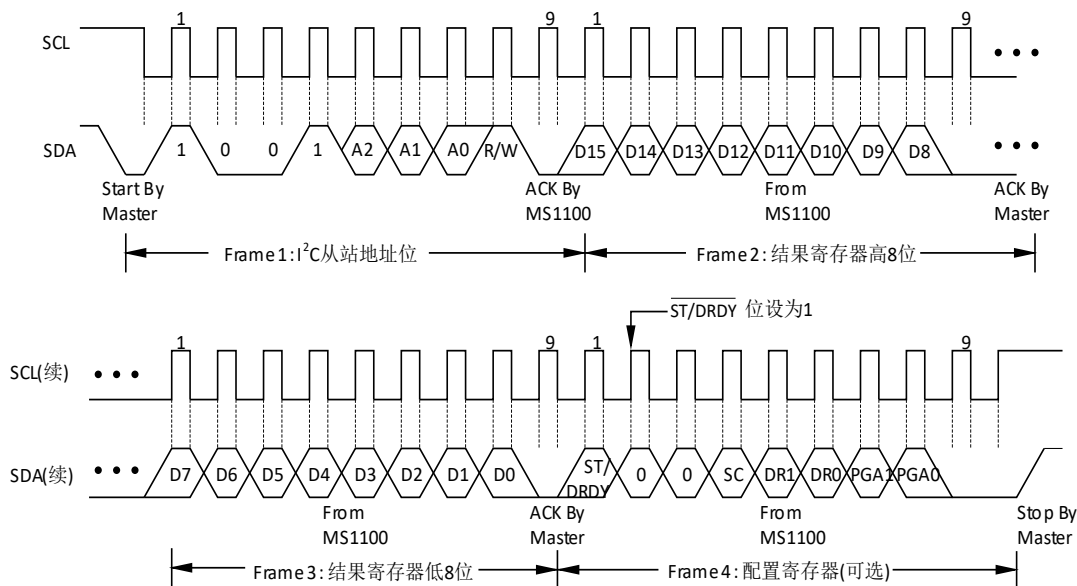 1 9 1 9
SCL
SDA
1 0 0 1 A2 A1 A0 R/W D15 D14 D13 D12 D11 D10 D9 D8
Start By Master
ACK By MS1100
From MS1100
ACK By Master
Frame 1: I²C从站地址位
Frame 2: 结果寄存器高8位
ST/DRDY 位设为1
1 9 1 9
SCL(续)
SDA(续)
D7 D6 D5 D4 D3 D2 D1 D0 ST/DRDY 0 0 SC DR1 DR0 PGA1 PGA0
From MS1100
ACK By Master
From MS1100
Stop By Master
Frame 3: 结果寄存器低8位
Frame 4: 配置寄存器(可选)